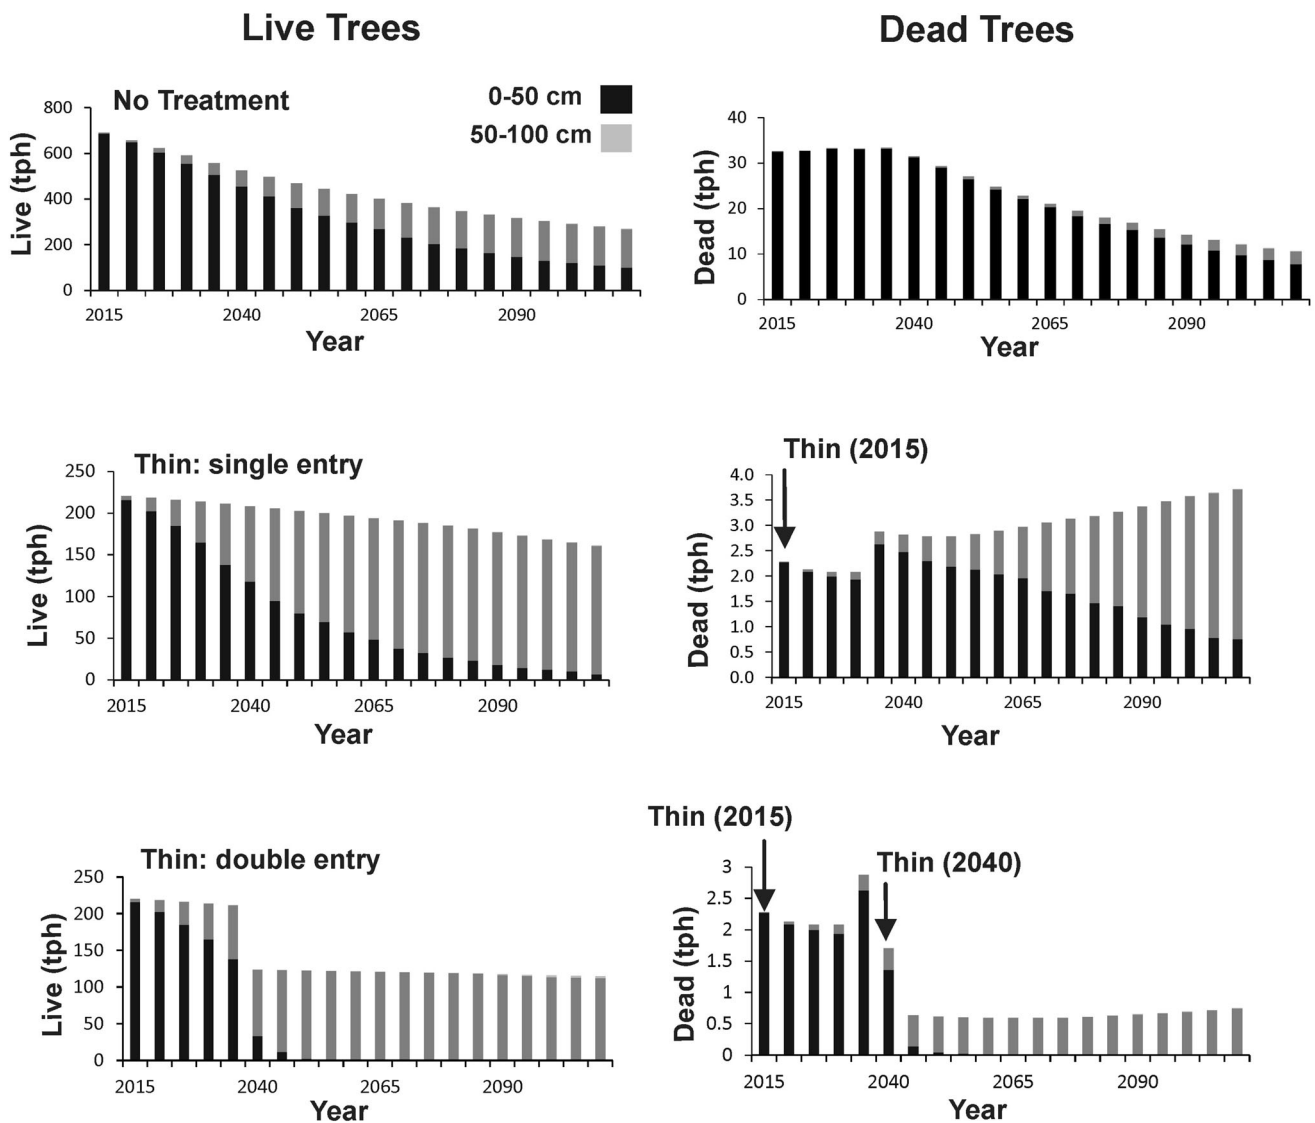 Live Trees
Dead Trees
No Treatment
0-50 cm
50-100 cm
Live (tph)
800
600
400
200
0
2015 2040 2065 2090
Year
Dead (tph)
40
30
20
10
0
2015 2040 2065 2090
Year
Thin: single entry
Live (tph)
250
200
150
100
50
0
2015 2040 2065 2090
Year
Thin (2015)
Dead (tph)
4.0
3.5
3.0
2.5
2.0
1.5
1.0
0.5
0.0
2015 2040 2065 2090
Year
Thin: double entry
Live (tph)
250
200
150
100
50
0
2015 2040 2065 2090
Year
Thin (2015)
Thin (2040)
Dead (tph)
3
2.5
2
1.5
1
0.5
0
2015 2040 2065 2090
Year